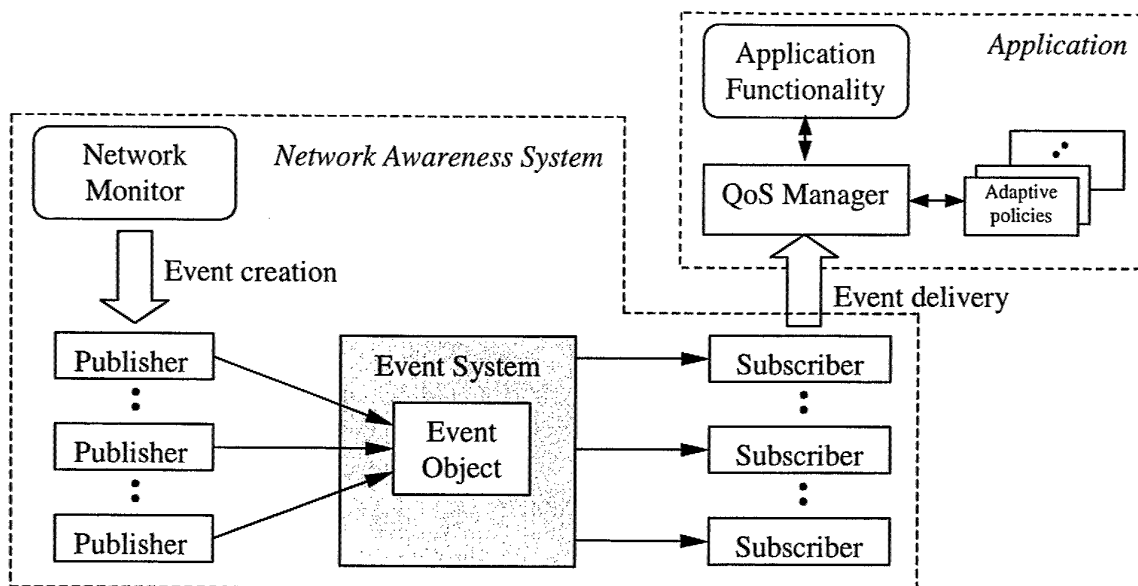 Application
Application
Functionality
Network
Monitor
Network Awareness System
QoS Manager
Adaptive
policies
Event creation
Event delivery
Publisher
Event System
Subscriber
Event
Object
Publisher
Subscriber
Publisher
Subscriber